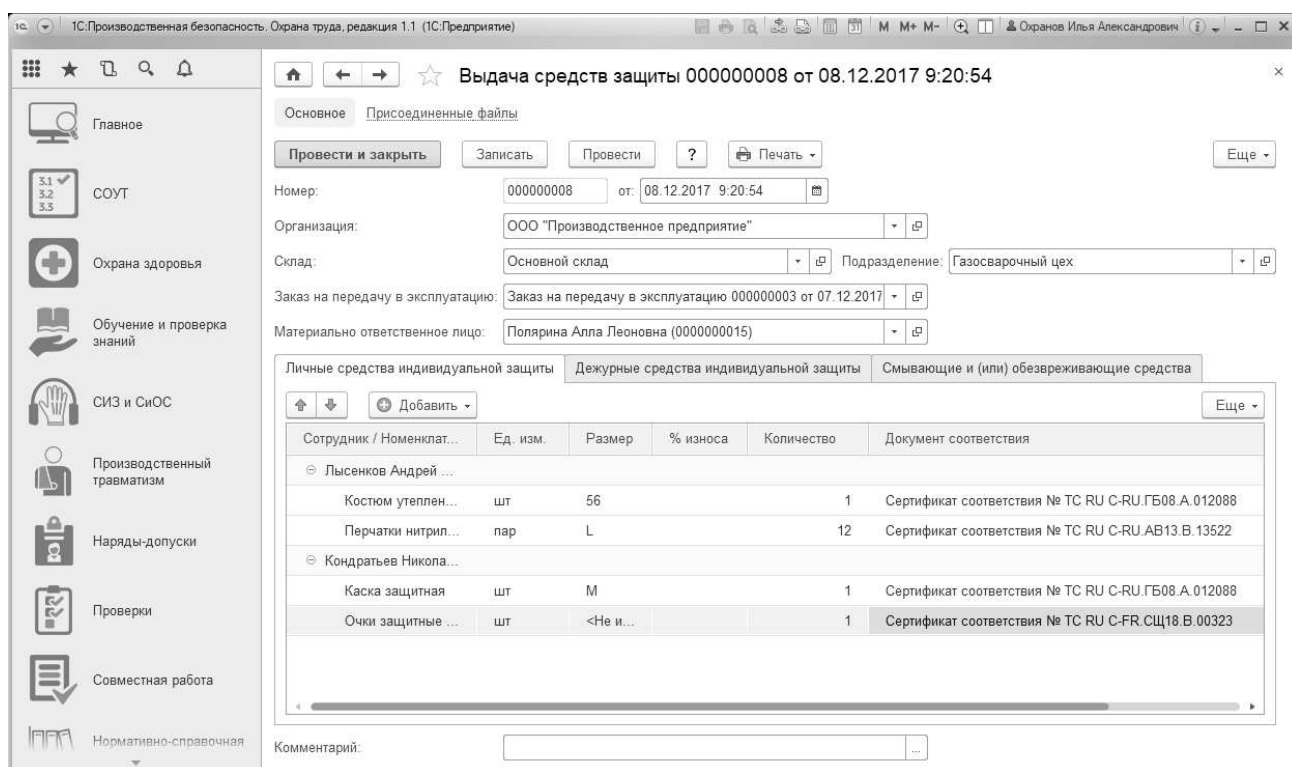 1С:Производственная безопасность. Охрана труда, редакция 1.1 (1С:Предприятие)
M M+ M-
Охранов Илья Александрович
Выдача средств защиты 000000008 от 08.12.2017 9:20:54
Основное Присоединенные файлы
Провести и закрыть Записать Провести ? Печать Еще
Номер: 000000008 от: 08.12.2017 9:20:54
Организация: ООО "Производственное предприятие"
Склад: Основной склад Подразделение: Газосварочный цех
Заказ на передачу в эксплуатацию: Заказ на передачу в эксплуатацию 000000003 от 07.12.2017
Материально ответственное лицо: Полярина Алла Леоновна (0000000015)
Личные средства индивидуальной защиты Дежурные средства индивидуальной защиты Смывающие и (или) обезвреживающие средства
Добавить Еще
Сотрудник / Номенклат... Ед. изм. Размер % износа Количество Документ соответствия
Лысенков Андрей ...
Костюм утеплен... шт 56 1 Сертификат соответствия № ТС RU C-RU.ГБ08.А.012088
Перчатки нитрил... пар L 12 Сертификат соответствия № ТС RU C-RU.АВ13.В.13522
Кондратьев Никола...
Каска защитная шт M 1 Сертификат соответствия № ТС RU C-RU.ГБ08.А.012088
Очки защитные ... шт <Не и... 1 Сертификат соответствия № ТС RU C-FR.СЩ18.В.00323
Комментарий:
Главное
3.1
3.2
3.3
СОУТ
Охрана здоровья
Обучение и проверка
знаний
СИЗ и СиОС
Производственный
травматизм
Наряды-допуски
Проверки
Совместная работа
Нормативно-справочная